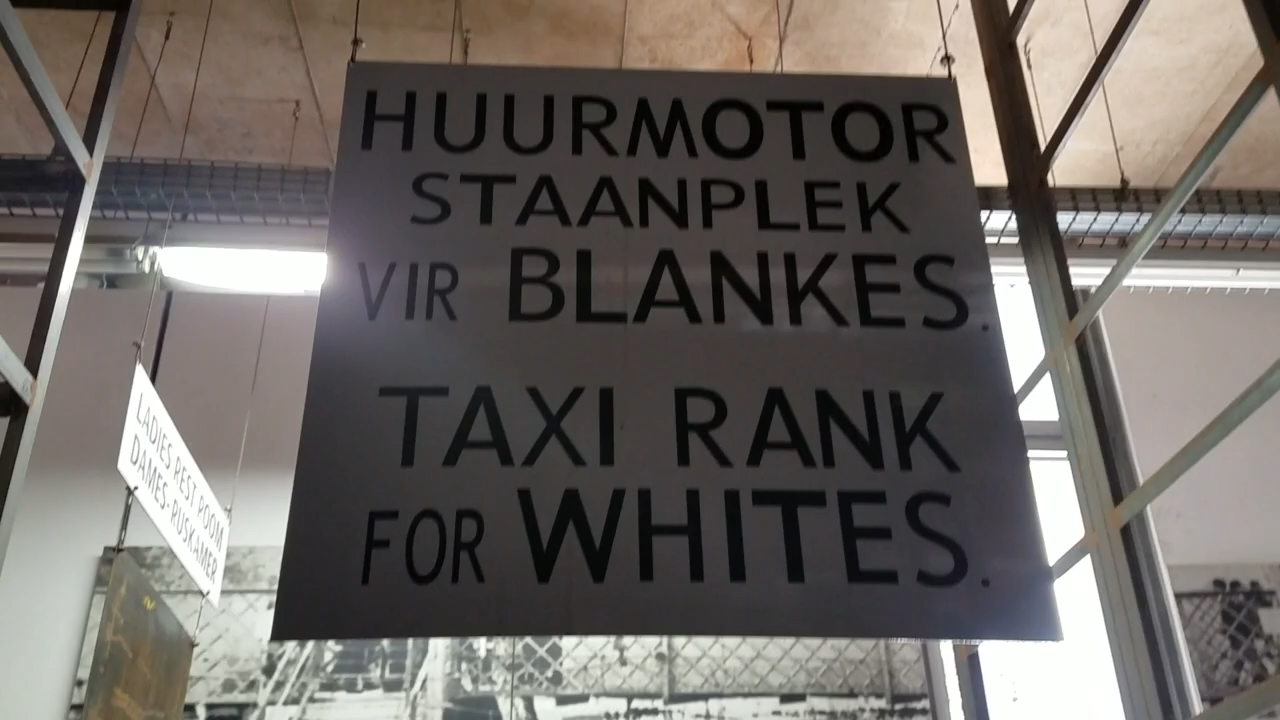 HUURMOTOR
STAANPLEK
VIR BLANKES.
TAXI RANK
FOR WHITES.
LADIES REST ROOM
DAMES-RUSKAMER